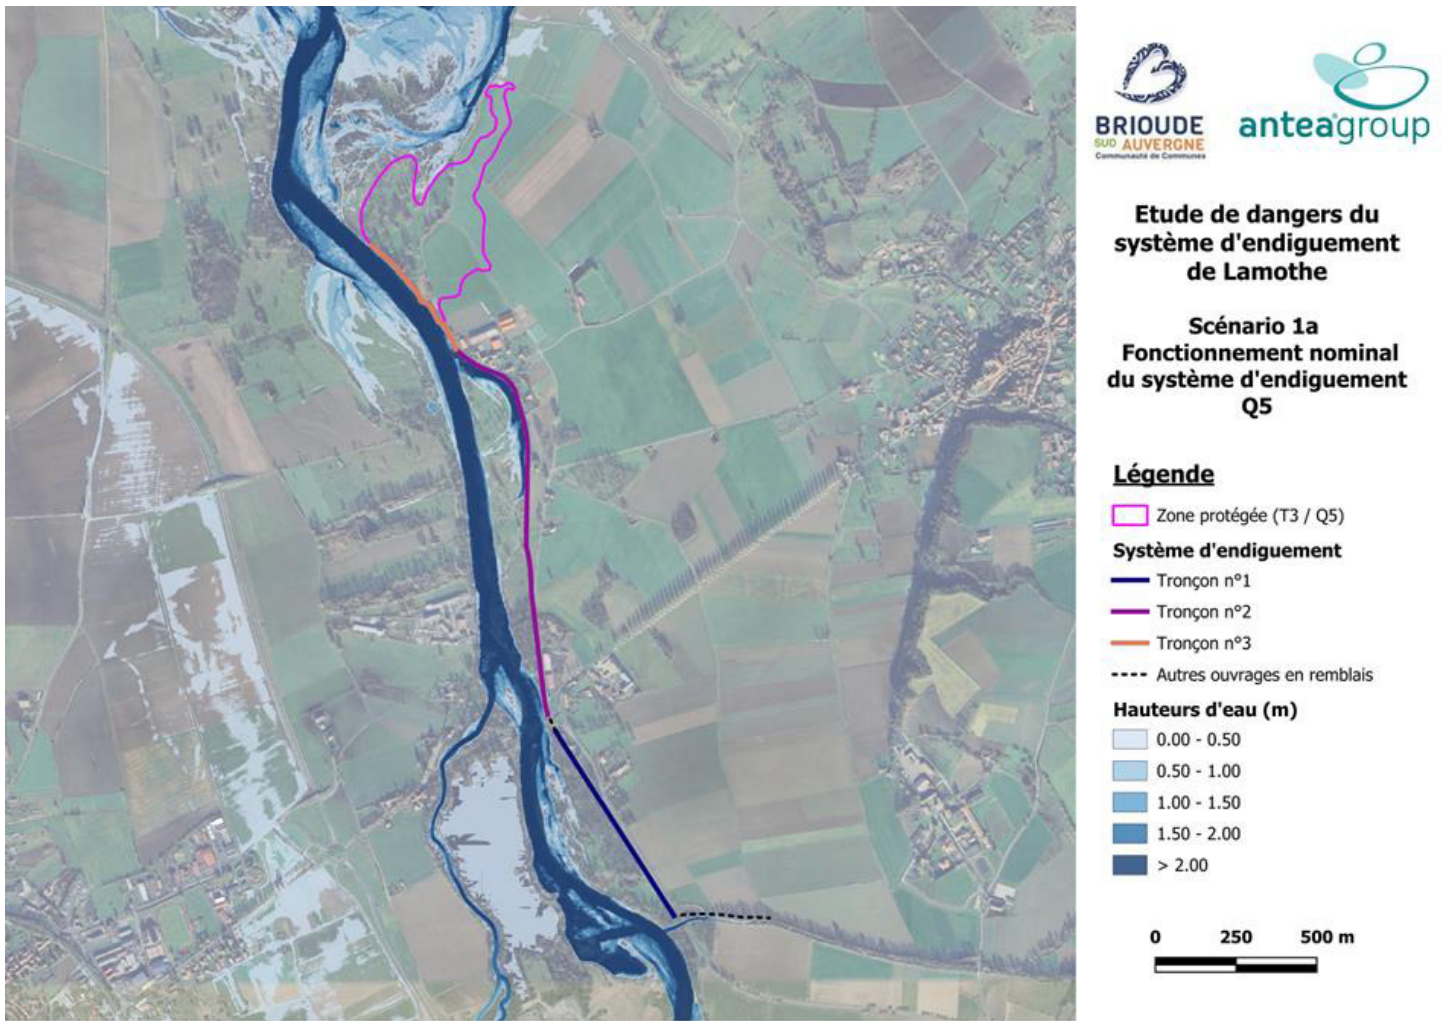 BRIOUDE
SUD AUVERGNE
Communauté de Communes
anteagroup
Etude de dangers du
système d'endiguement
de Lamothe
Scénario 1a
Fonctionnement nominal
du système d'endiguement
Q5
Légende
Zone protégée (T3 / Q5)
Système d'endiguement
Tronçon n°1
Tronçon n°2
Tronçon n°3
Autres ouvrages en remblais
Hauteurs d'eau (m)
0.00 - 0.50
0.50 - 1.00
1.00 - 1.50
1.50 - 2.00
> 2.00
0 250 500 m